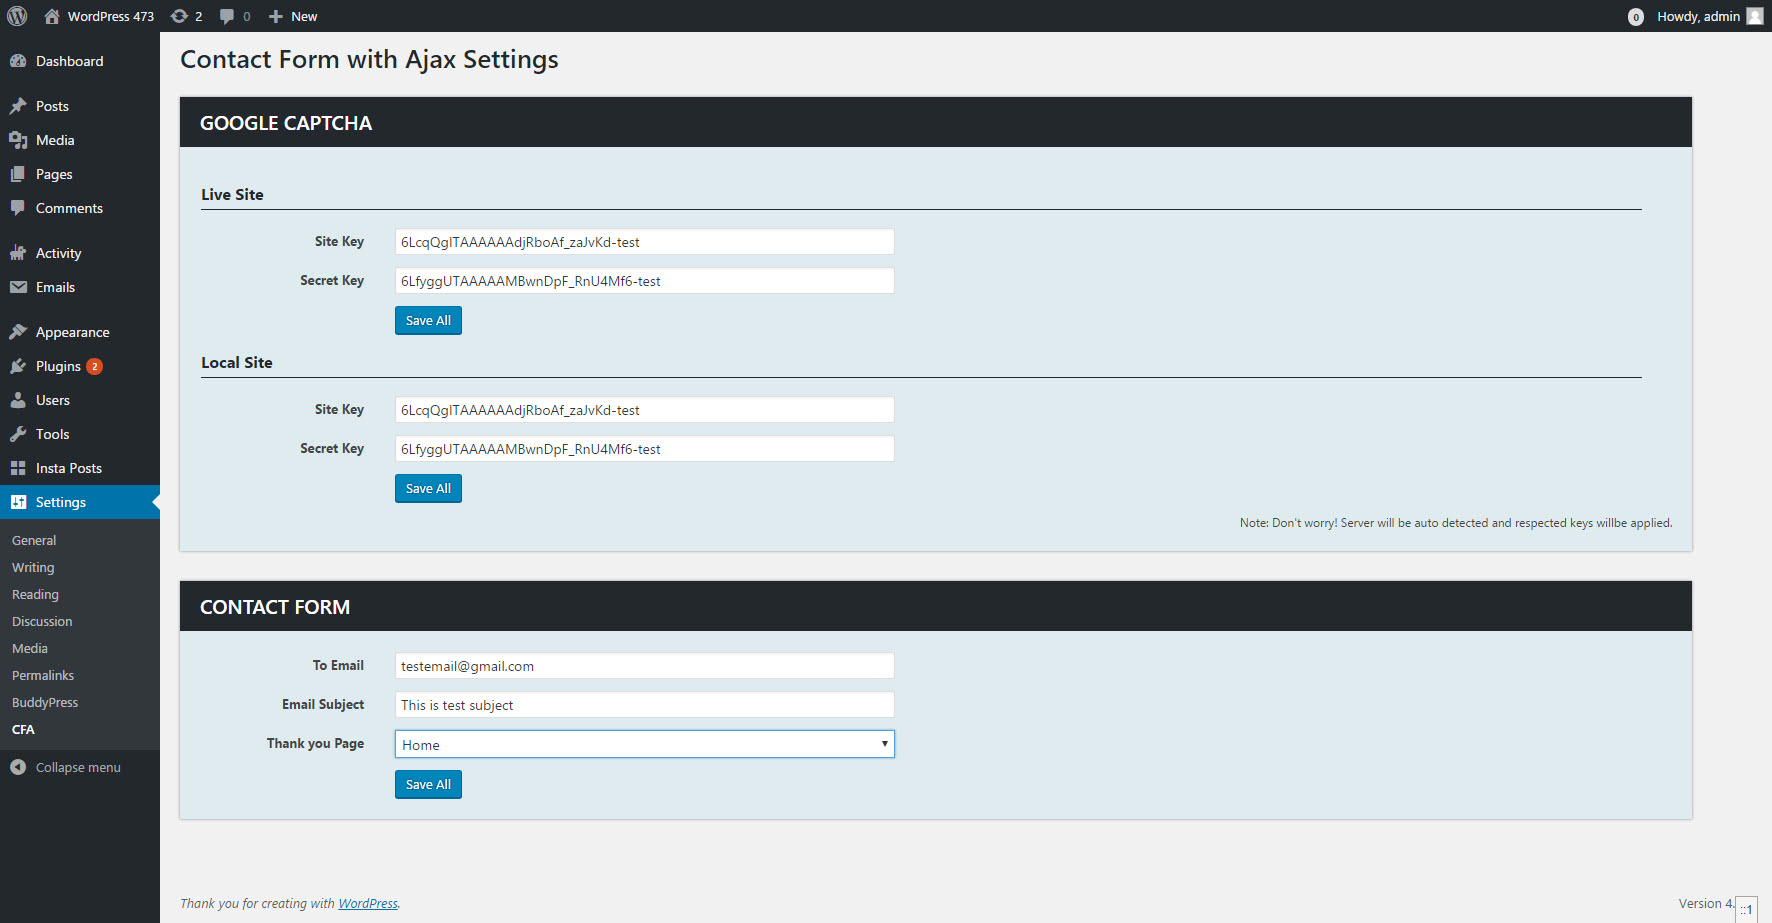 WordPress 473 2 0 New 0 Howdy, admin
Dashboard
Posts
Media
Pages
Comments
Activity
Emails
Appearance
Plugins 2
Users
Tools
Insta Posts
Settings
General
Writing
Reading
Discussion
Media
Permalinks
BuddyPress
CFA
Collapse menu
Contact Form with Ajax Settings
GOOGLE CAPTCHA
Live Site
Site Key 6LcqQgITAAAAAAdjRboAf_zaJvKd-test
Secret Key 6LfyggUTAAAAAMBwnDpF_RnU4Mf6-test
Save All
Local Site
Site Key 6LcqQgITAAAAAAdjRboAf_zaJvKd-test
Secret Key 6LfyggUTAAAAAMBwnDpF_RnU4Mf6-test
Save All
Note: Don't worry! Server will be auto detected and respected keys willbe applied.
CONTACT FORM
To Email testemail@gmail.com
Email Subject This is test subject
Thank you Page Home
Save All
Thank you for creating with WordPress.
Version 4. ::1